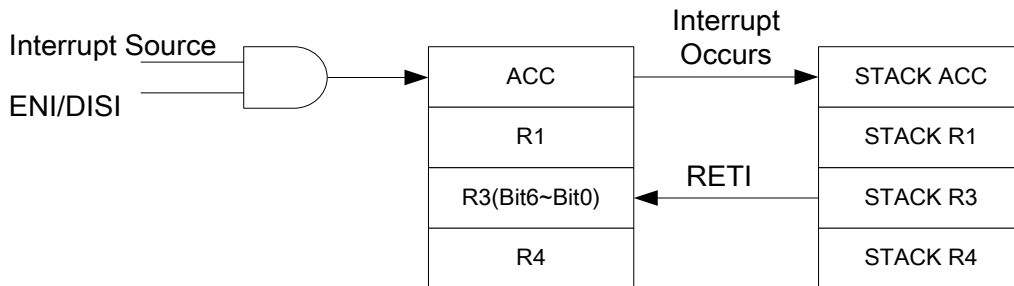 Interrupt Source
ENI/DISI
ACC
R1
R3(Bit6~Bit0)
R4
Interrupt
Occurs
RETI
STACK ACC
STACK R1
STACK R3
STACK R4